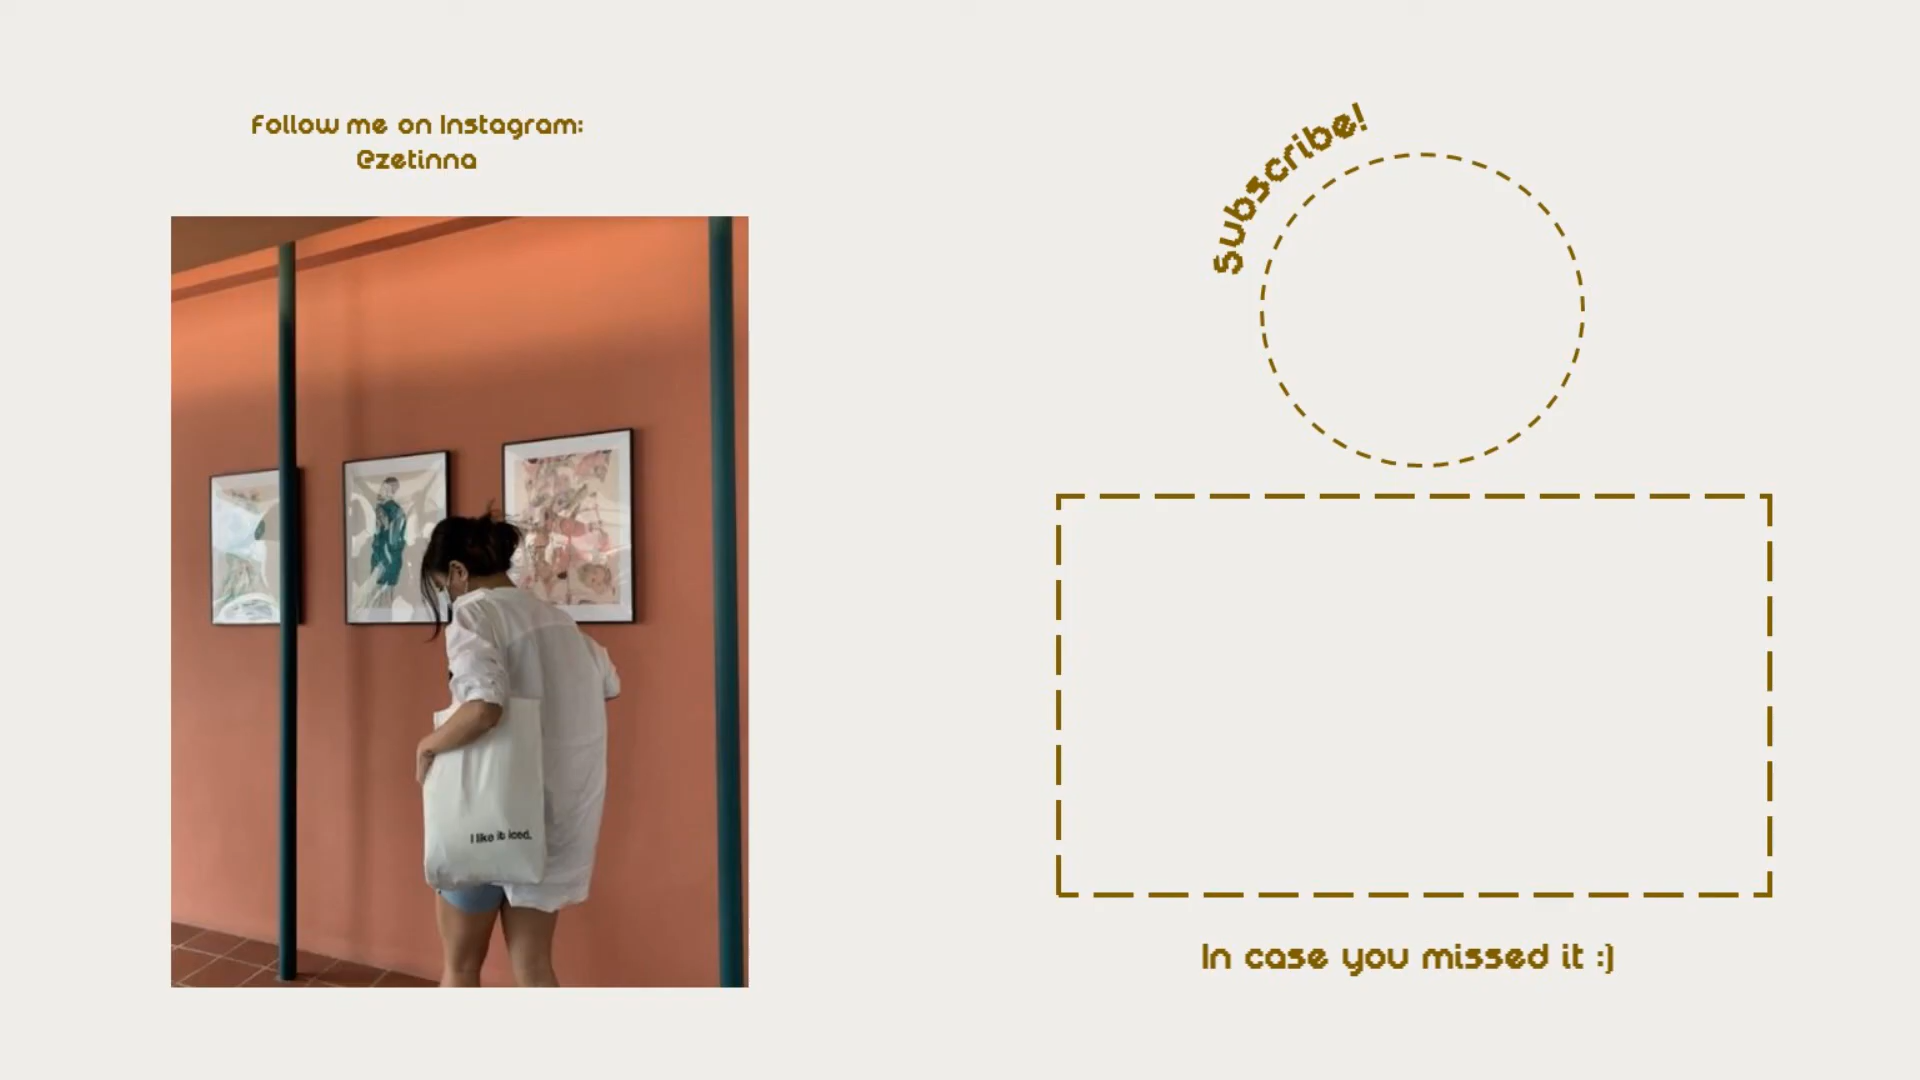 Follow me on Instagram:
@zetinna
Subscribe!
I like it iced.
In case you missed it :)